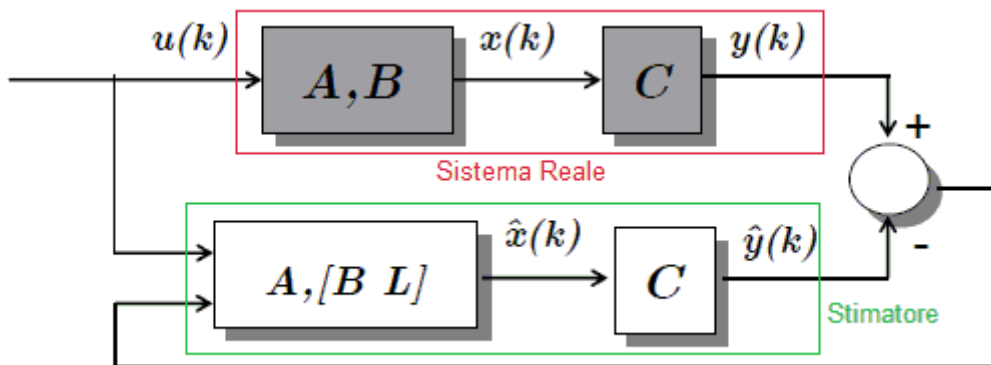 u(k)
A,B
x(k)
C
y(k)
+
Sistema Reale
A,[B L]
x̂(k)
C
ŷ(k)
-
Stimatore